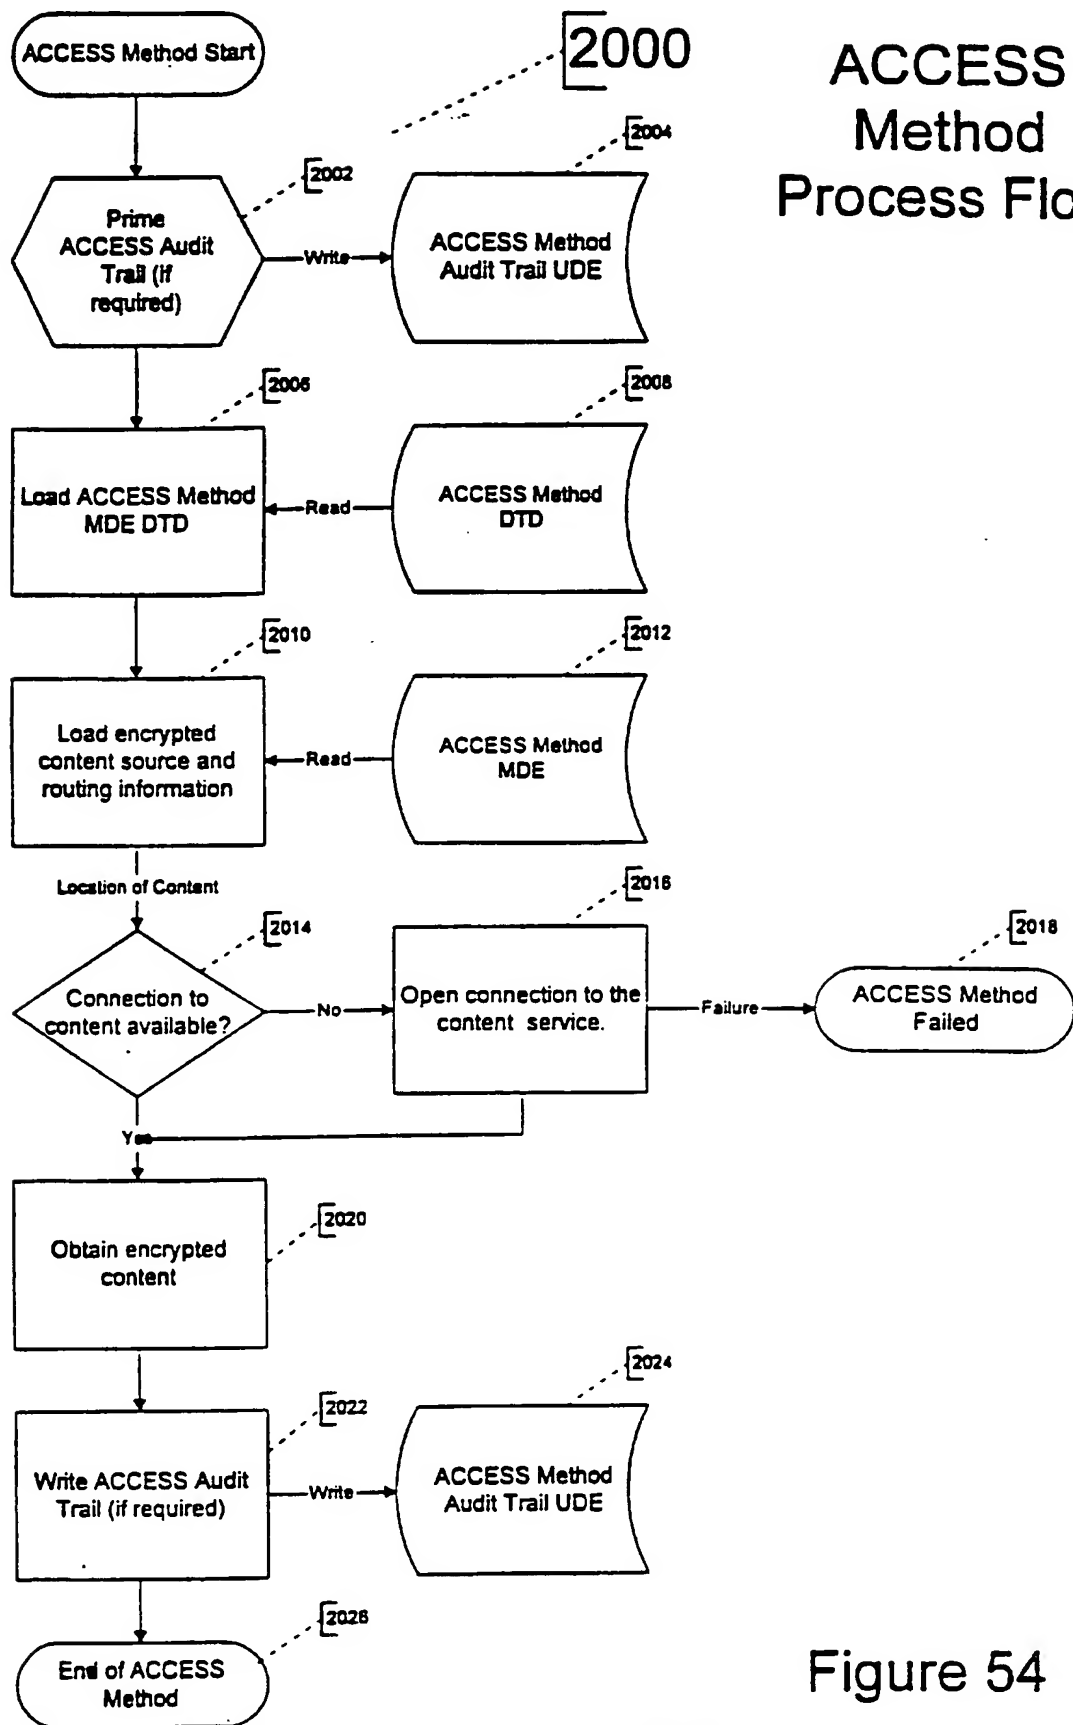 ACCESS Method Start
2000
ACCESS
Method
Process Flo
2002
2004
Prime
ACCESS Audit
Trail (if
required)
Write
ACCESS Method
Audit Trail UDE
2006
2008
Load ACCESS Method
MDE DTD
Read
ACCESS Method
DTD
2010
2012
Load encrypted
content source and
routing information
Read
ACCESS Method
MDE
Location of Content
2014
2016
2018
Connection to
content available?
No
Open connection to the
content service.
Failure
ACCESS Method
Failed
Y
2020
Obtain encrypted
content
2022
2024
Write ACCESS Audit
Trail (if required)
Write
ACCESS Method
Audit Trail UDE
2026
End of ACCESS
Method
Figure 54